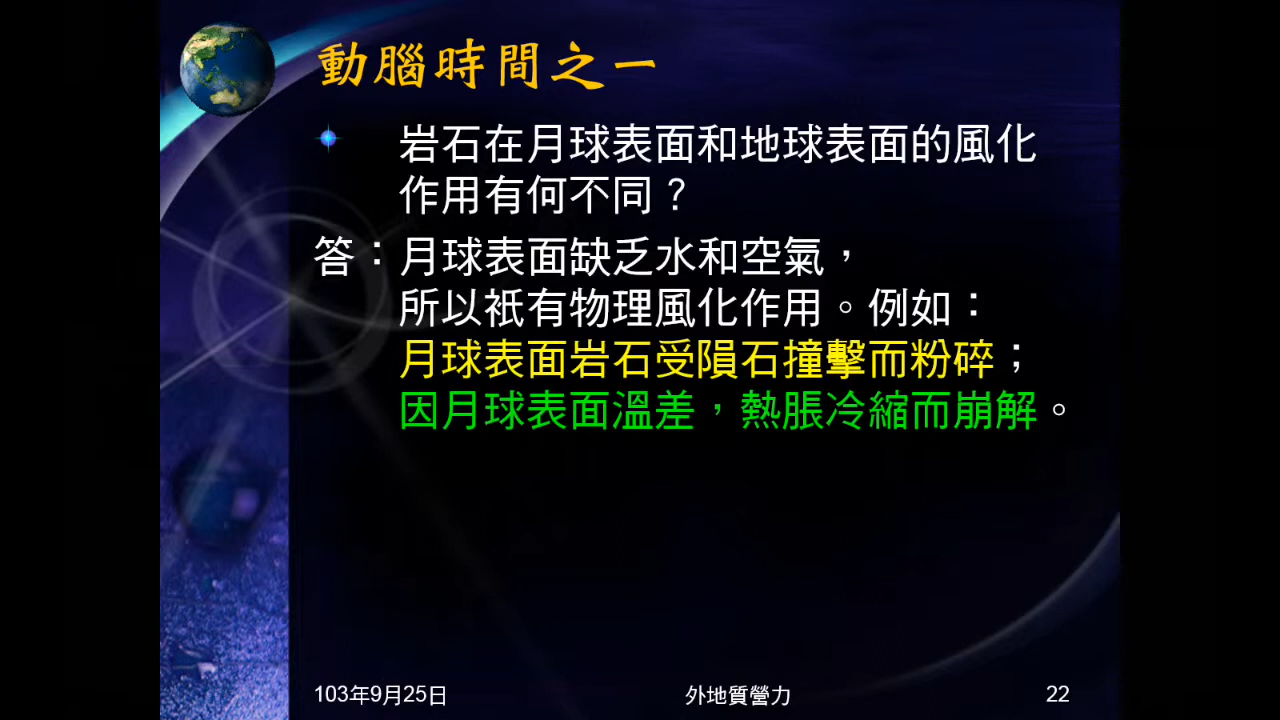 動腦時間之一
岩石在月球表面和地球表面的風化
作用有何不同？
答：月球表面缺乏水和空氣，
所以祇有物理風化作用。例如：
月球表面岩石受隕石撞擊而粉碎；
因月球表面溫差，熱脹冷縮而崩解。
103年9月25日
外地質營力
22